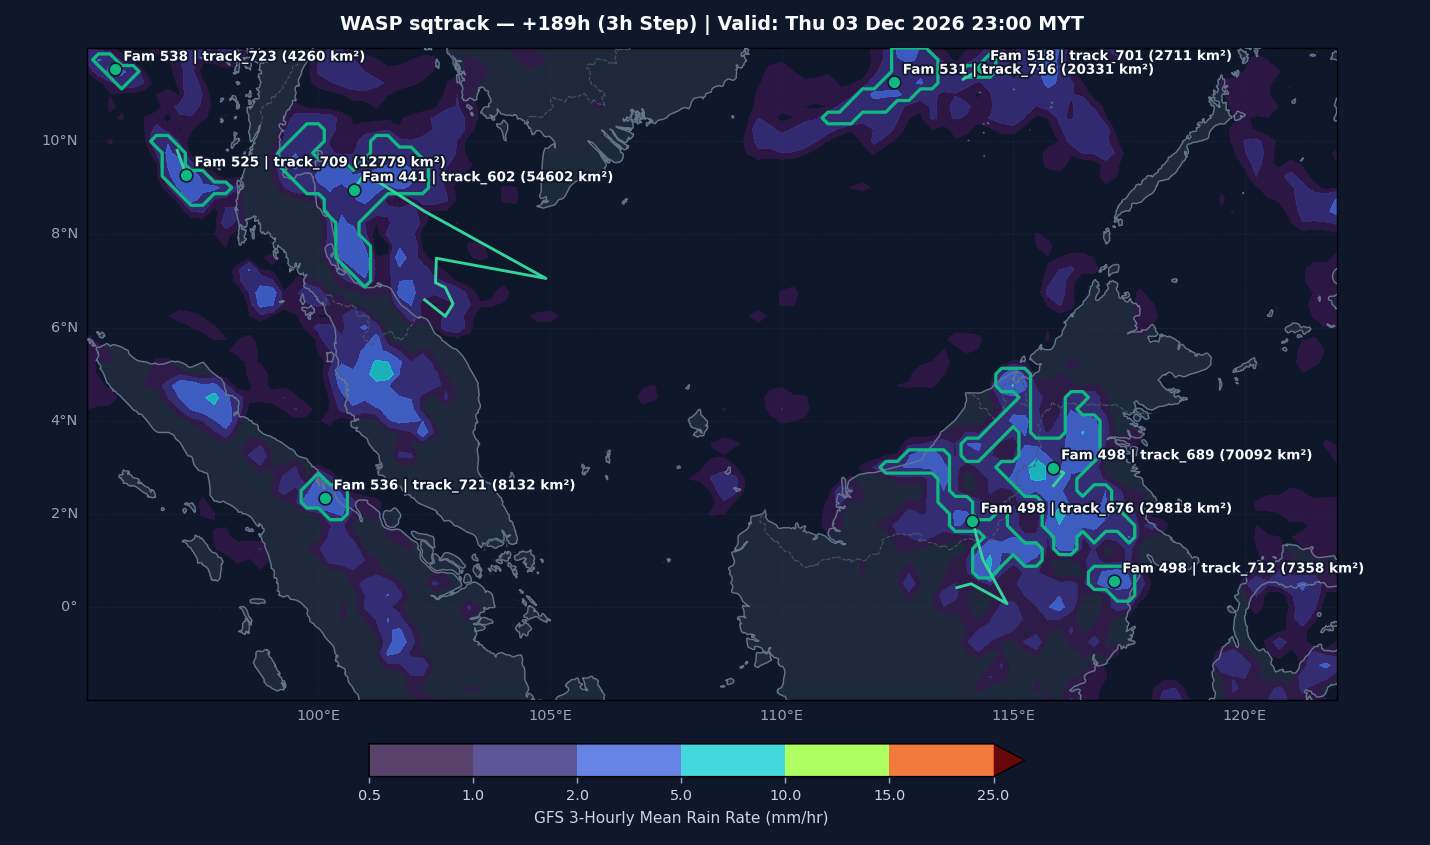 WASP sqtrack — +189h (3h Step) | Valid: Thu 03 Dec 2026 23:00 MYT
Fam 538 | track_723 (4260 km²)
Fam 518 | track_701 (2711 km²)
Fam 531 | track_716 (20331 km²)
10°N
Fam 525 | track_709 (12779 km²)
Fam 441 | track_602 (54602 km²)
8°N
6°N
4°N
Fam 498 | track_689 (70092 km²)
Fam 536 | track_721 (8132 km²)
2°N
Fam 498 | track_676 (29818 km²)
Fam 498 | track_712 (7358 km²)
0°
100°E 105°E 110°E 115°E 120°E
0.5 1.0 2.0 5.0 10.0 15.0 25.0
GFS 3-Hourly Mean Rain Rate (mm/hr)